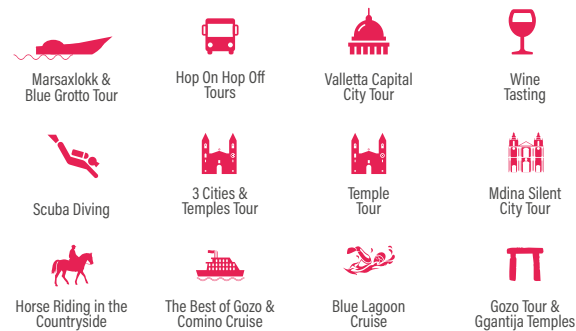 Marsaxlokk &
Blue Grotto Tour
Hop On Hop Off
Tours
Valletta Capital
City Tour
Wine
Tasting
Scuba Diving
3 Cities &
Temples Tour
Temple
Tour
Mdina Silent
City Tour
Horse Riding in the
Countryside
The Best of Gozo &
Comino Cruise
Blue Lagoon
Cruise
Gozo Tour &
Ggantija Temples